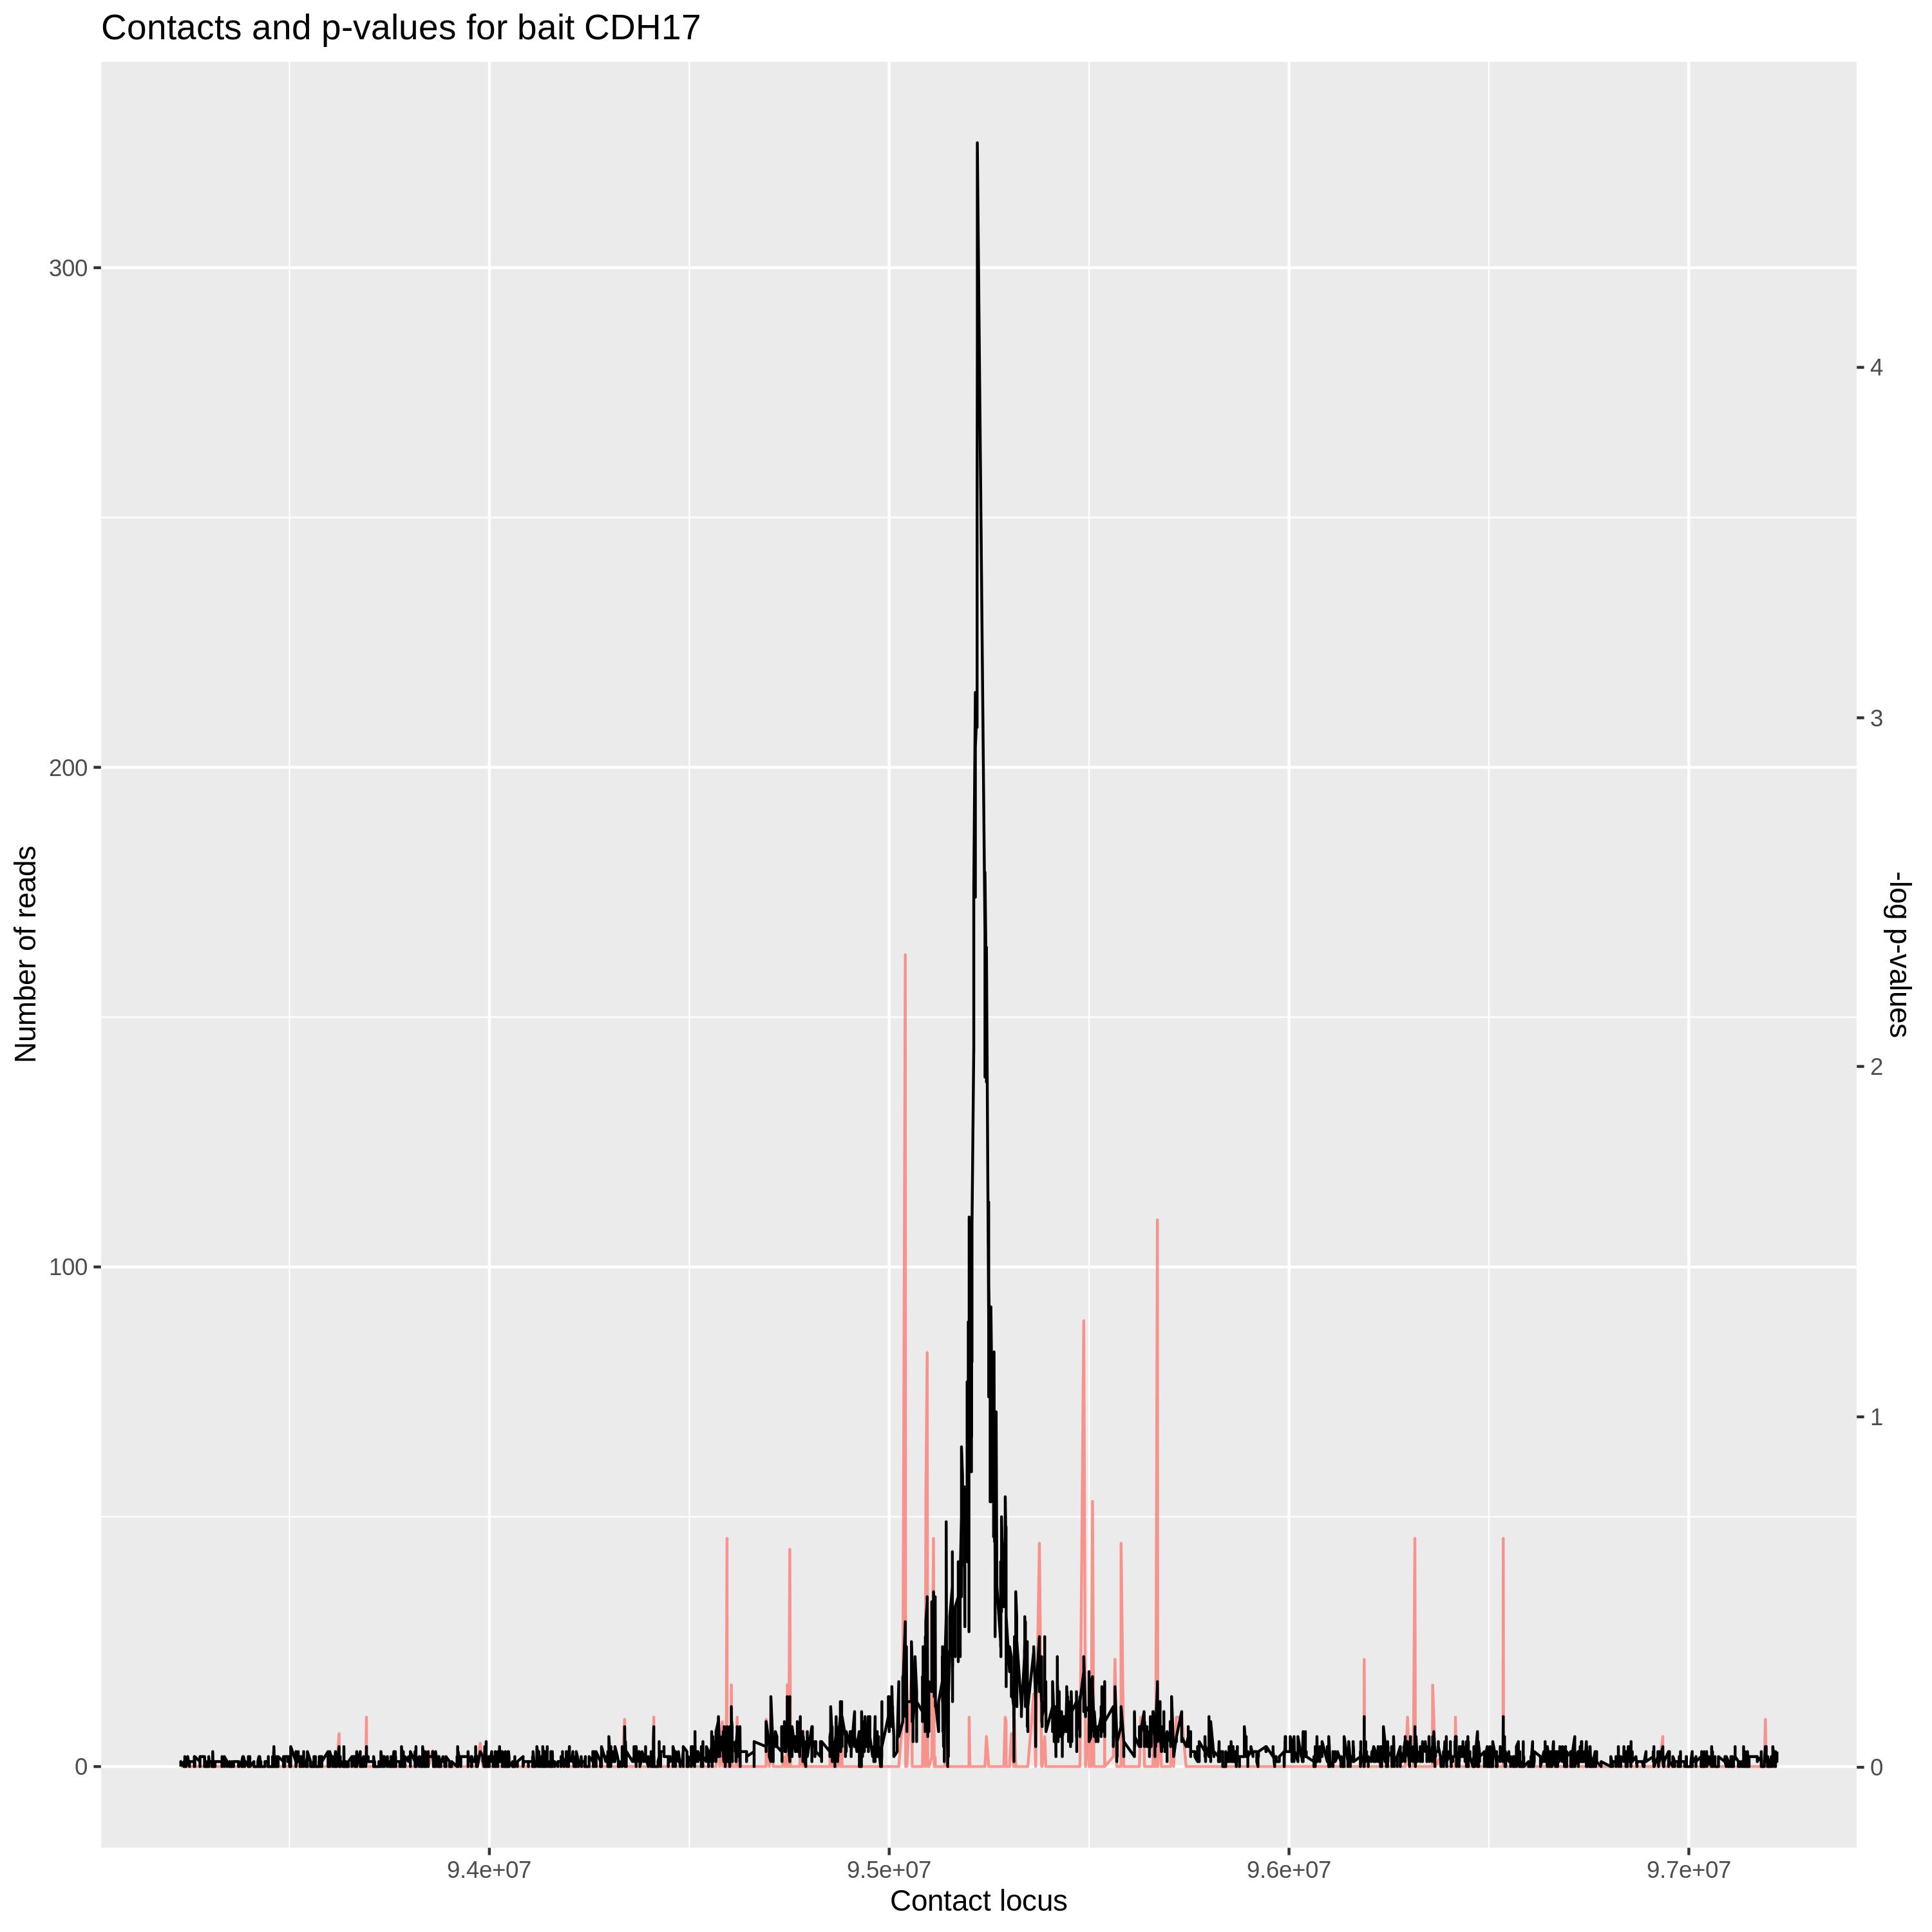 Contacts and p-values for bait CDH17
300
200
100
0
4
3
2
1
0
Number of reads
-log p-values
9.4e+07
9.5e+07
9.6e+07
9.7e+07
Contact locus